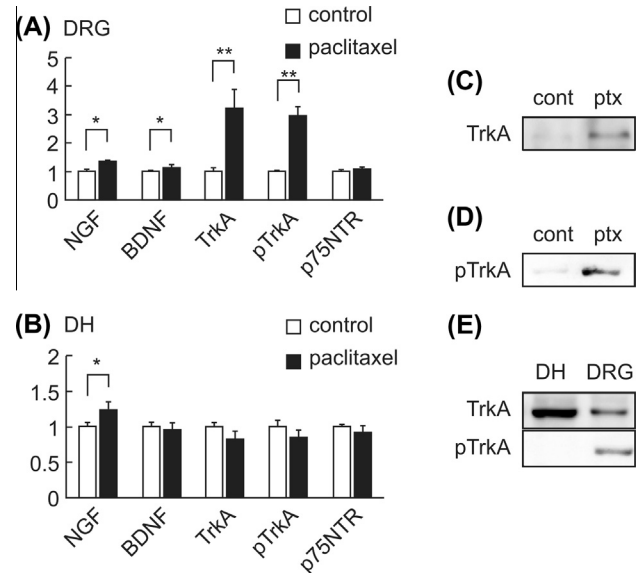 (A) DRG
control
paclitaxel
5
4
3
2
1
0
*
*
**
**
NGF
BDNF
TrkA
pTrkA
p75NTR
(B) DH
control
paclitaxel
2
1.5
1
0.5
0
*
NGF
BDNF
TrkA
pTrkA
p75NTR
(C)
cont ptx
TrkA
(D)
cont ptx
pTrkA
(E)
DH DRG
TrkA
pTrkA